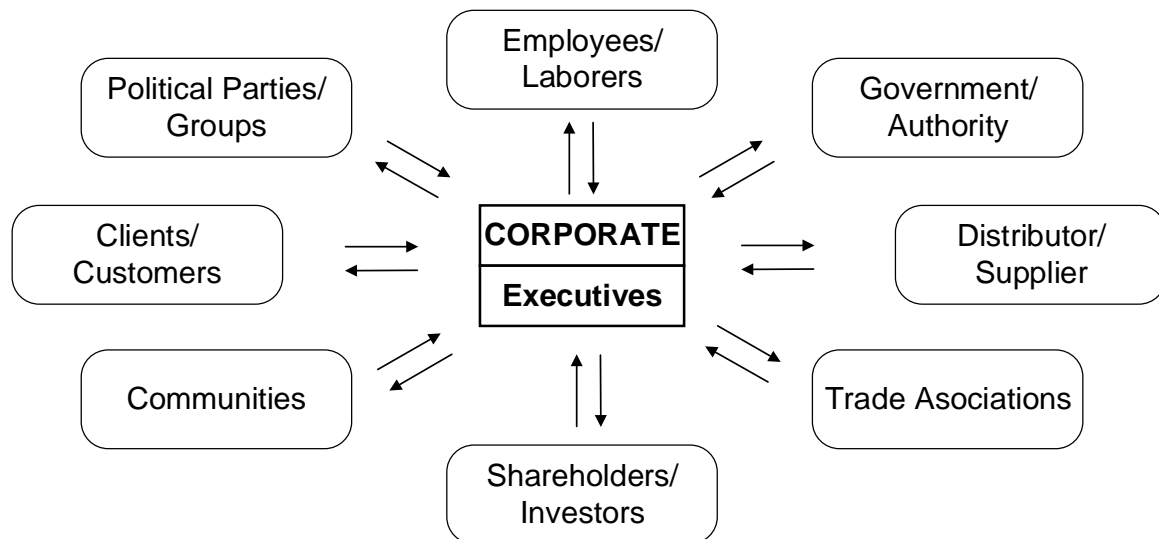 Employees/
Laborers
Political Parties/
Groups
Government/
Authority
Clients/
Customers
CORPORATE
Executives
Distributor/
Supplier
Communities
Trade Asociations
Shareholders/
Investors